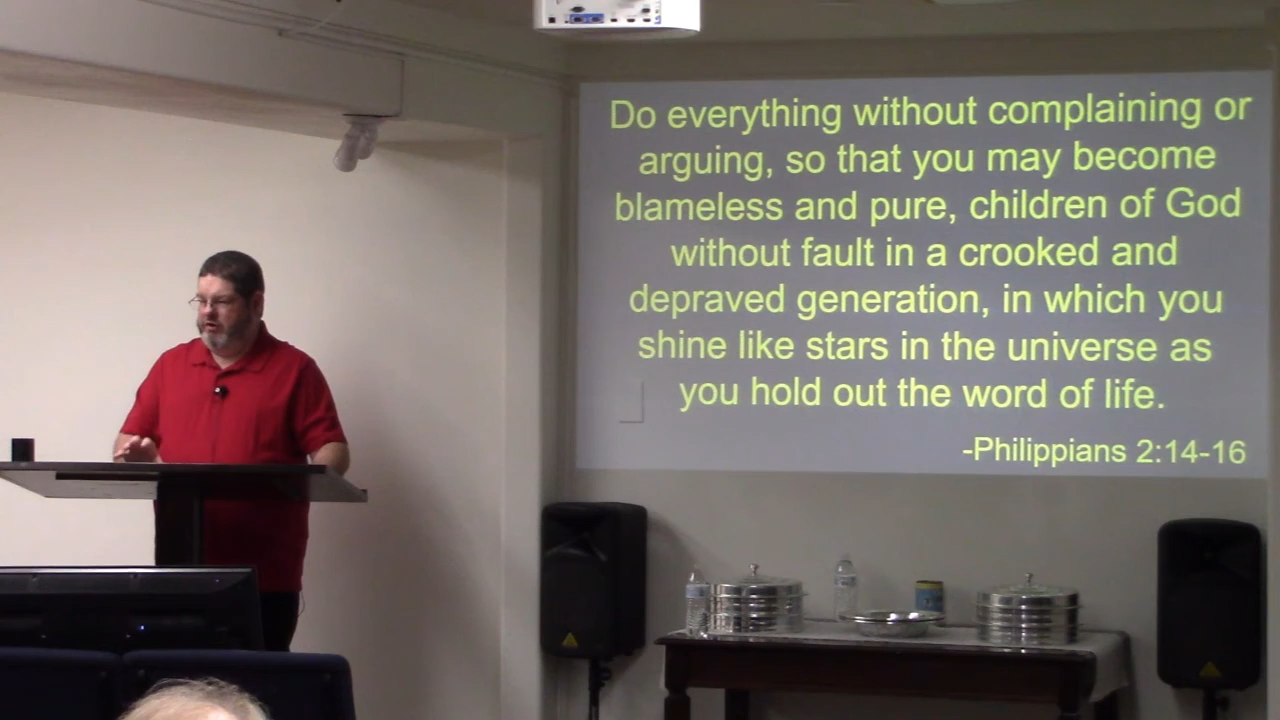 Do everything without complaining or
arguing, so that you may become
blameless and pure, children of God
without fault in a crooked and
depraved generation, in which you
shine like stars in the universe as
you hold out the word of life.
-Philippians 2:14-16